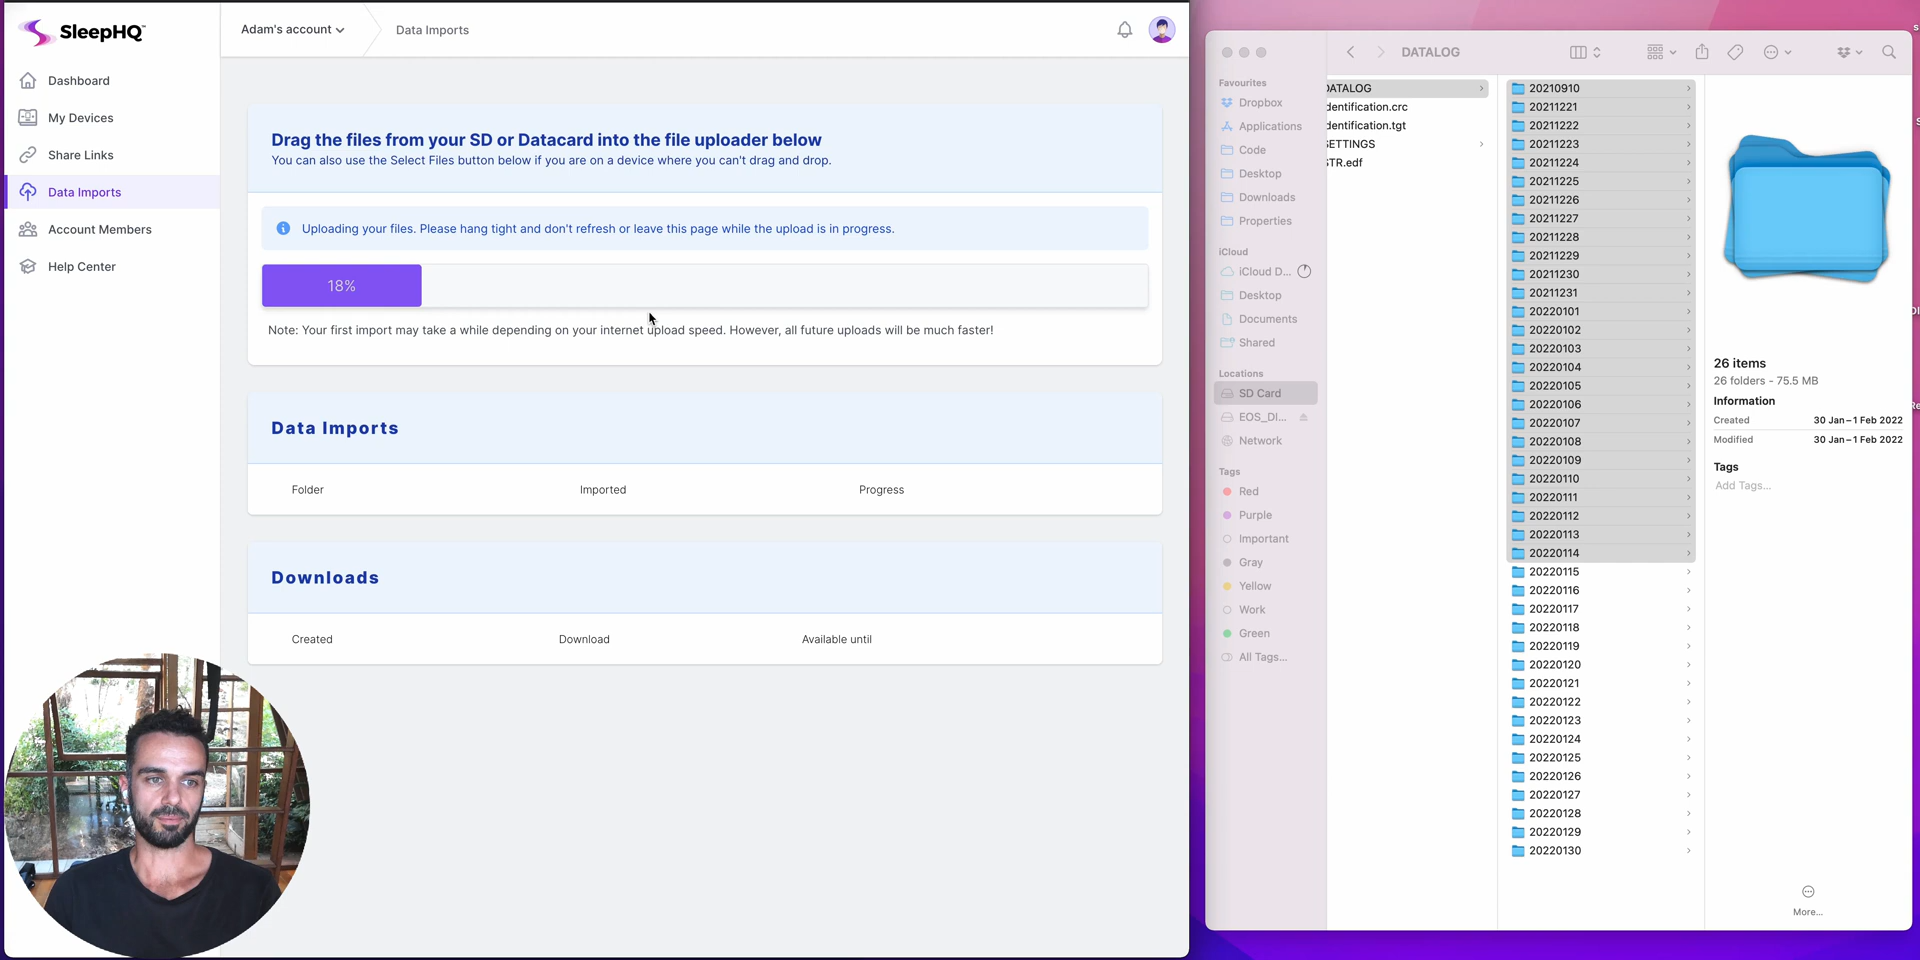 SleepHQ™
Adam's account
Data Imports
Dashboard
My Devices
Share Links
Data Imports
Account Members
Help Center
Drag the files from your SD or Datacard into the file uploader below
You can also use the Select Files button below if you are on a device where you can't drag and drop.
Uploading your files. Please hang tight and don't refresh or leave this page while the upload is in progress.
18%
Note: Your first import may take a while depending on your internet upload speed. However, all future uploads will be much faster!
Data Imports
Folder Imported Progress
Downloads
Created Download Available until
DATALOG
Favourites
Dropbox
Applications
Code
Desktop
Downloads
Properties
iCloud
iCloud D...
Desktop
Documents
Shared
Locations
SD Card
EOS_DI...
Network
Tags
Red
Purple
Important
Gray
Yellow
Work
Green
All Tags...
DATALOG
dentification.crc
dentification.tgt
SETTINGS
STR.edf
20210910
20211221
20211222
20211223
20211224
20211225
20211226
20211227
20211228
20211229
20211230
20211231
20220101
20220102
20220103
20220104
20220105
20220106
20220107
20220108
20220109
20220110
20220111
20220112
20220113
20220114
20220115
20220116
20220117
20220118
20220119
20220120
20220121
20220122
20220123
20220124
20220125
20220126
20220127
20220128
20220129
20220130
26 items
26 folders - 75.5 MB
Information
Created 30 Jan – 1 Feb 2022
Modified 30 Jan – 1 Feb 2022
Tags
Add Tags...
More...